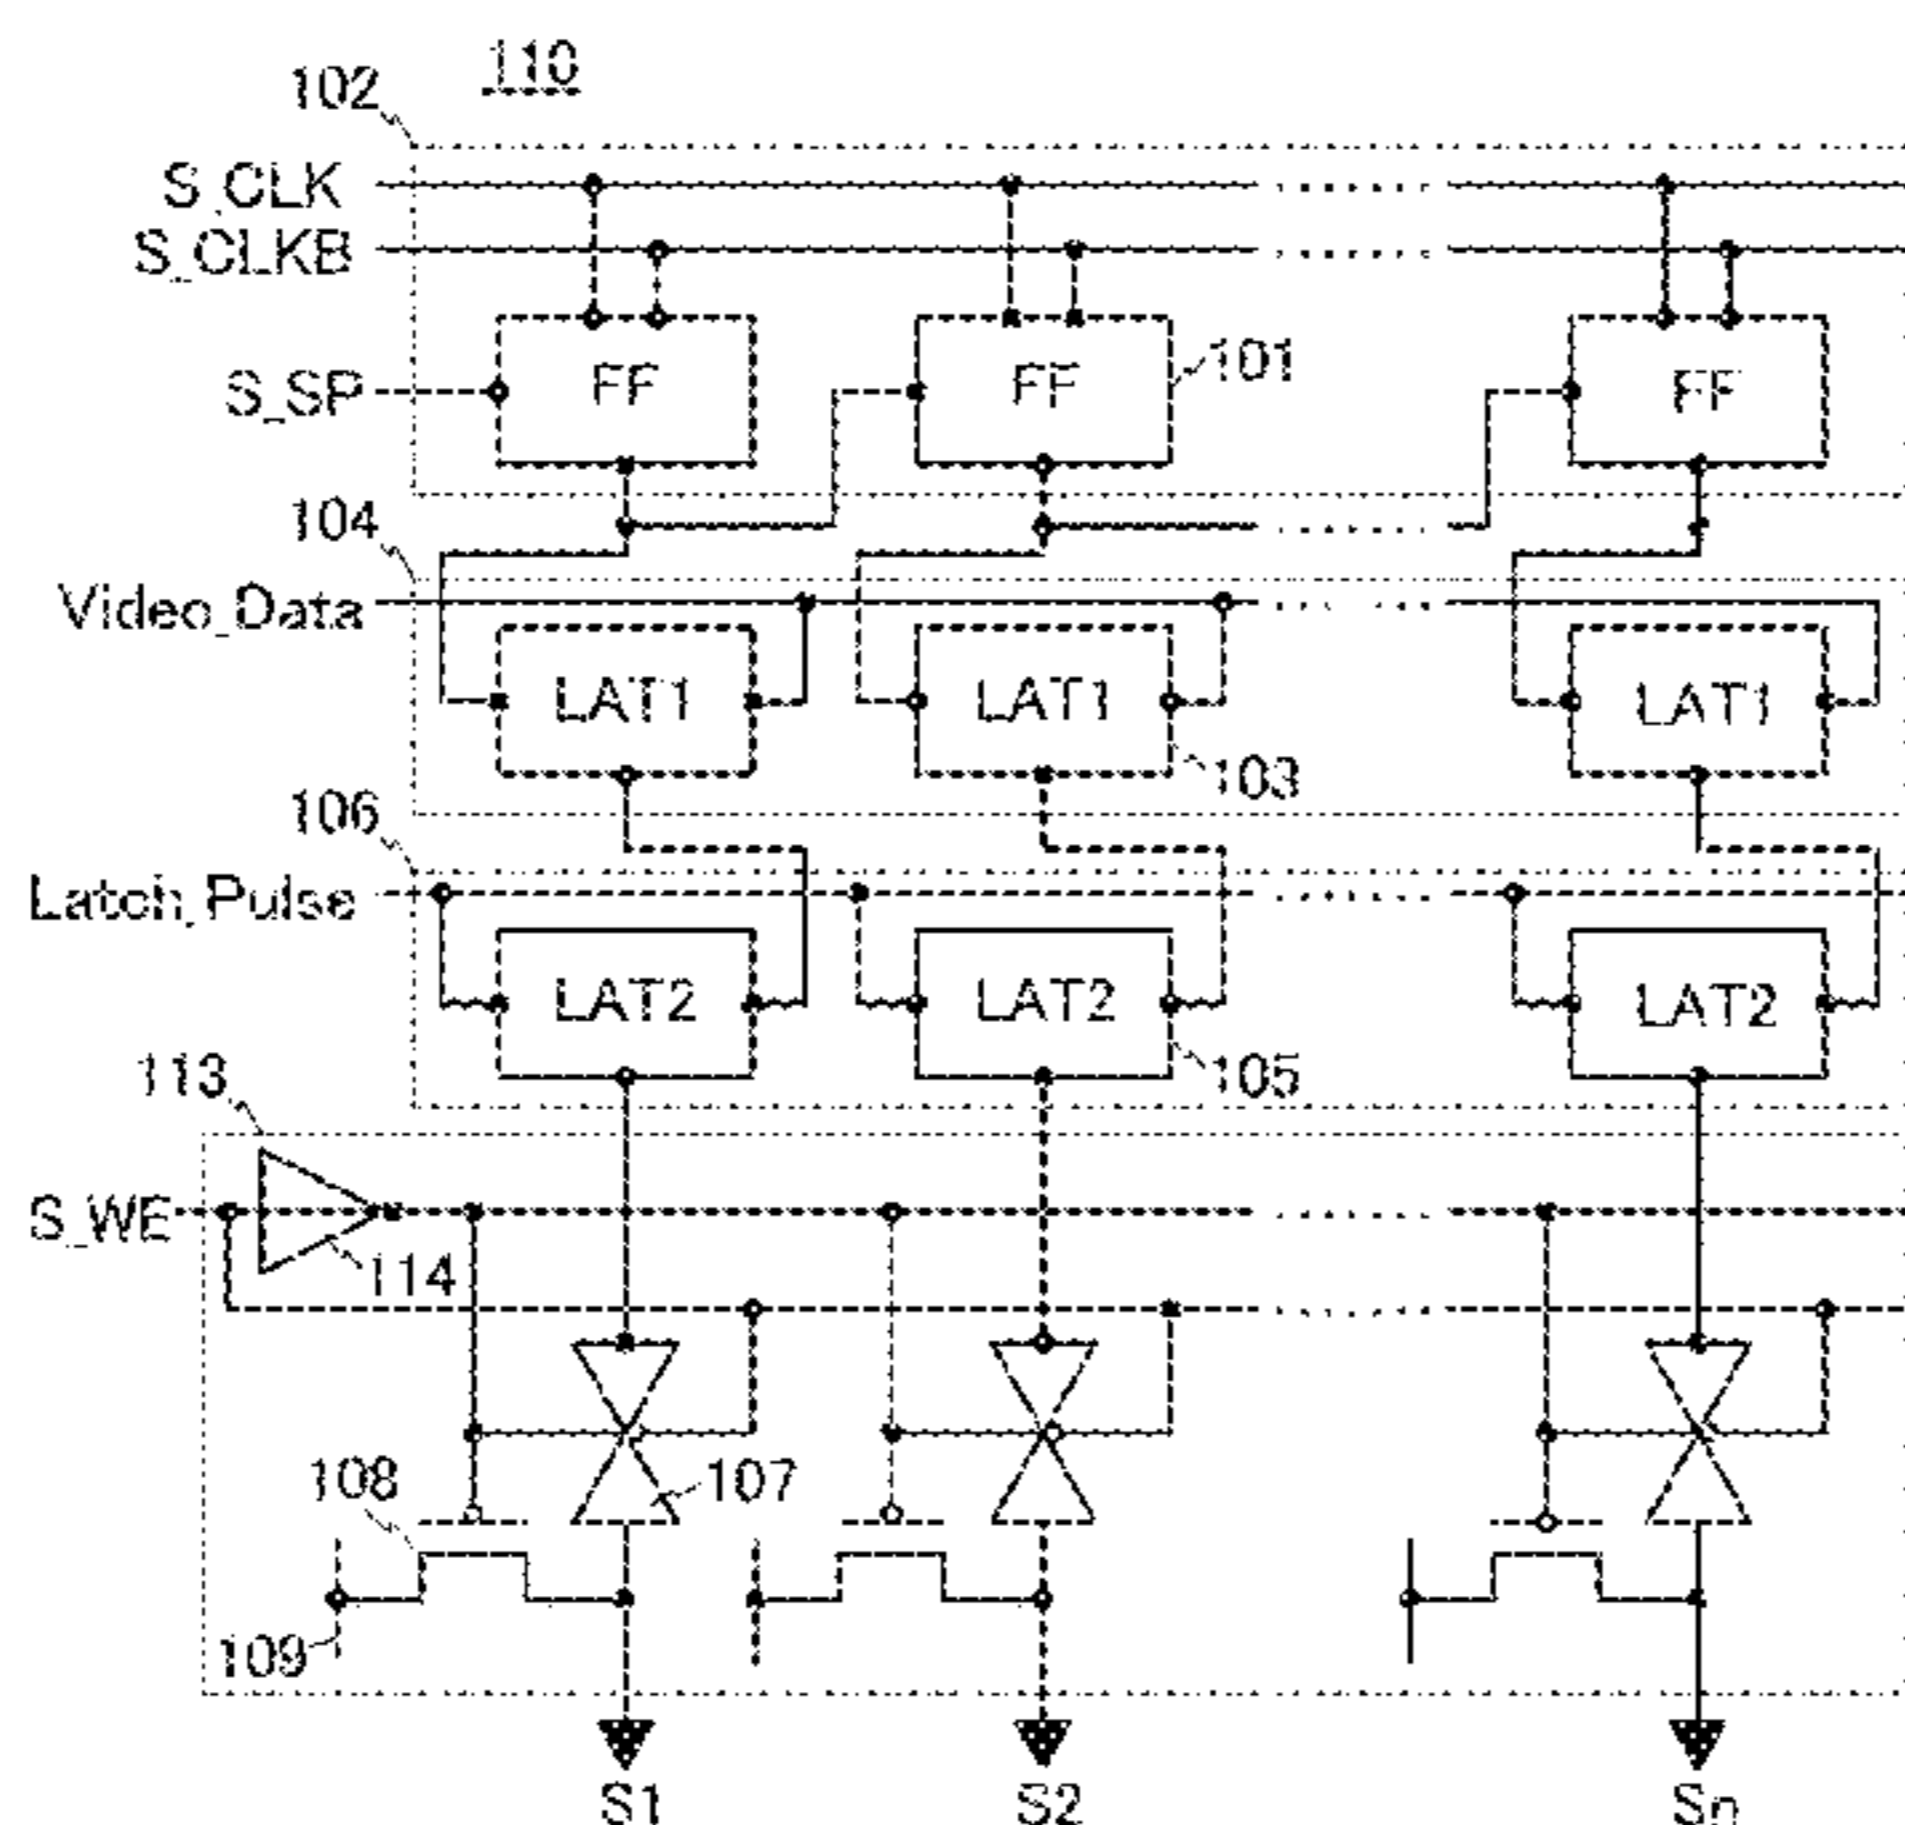 110
102
S_CLK
S_CLKB
S_SP
FF
FF
101
FF
104
Video_Data
LAT1
LAT1
103
LAT1
106
Latch_Pulse
LAT2
LAT2
105
LAT2
113
S_WE
114
108
107
109
S1
S2
Sn